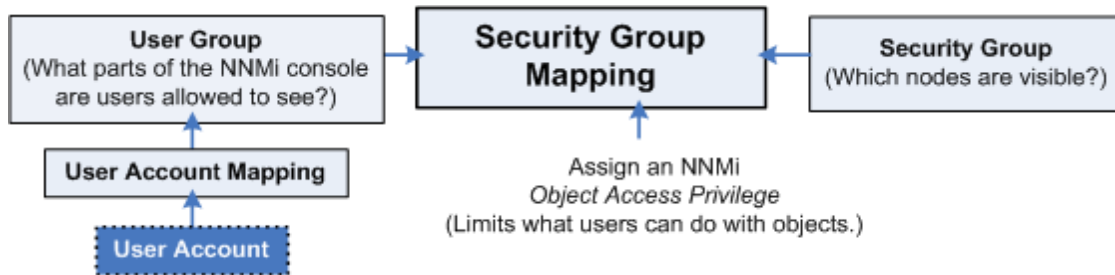 User Group
(What parts of the NNMi console
are users allowed to see?)
User Account Mapping
User Account
Security Group
Mapping
Assign an NNMi
Object Access Privilege
(Limits what users can do with objects.)
Security Group
(Which nodes are visible?)